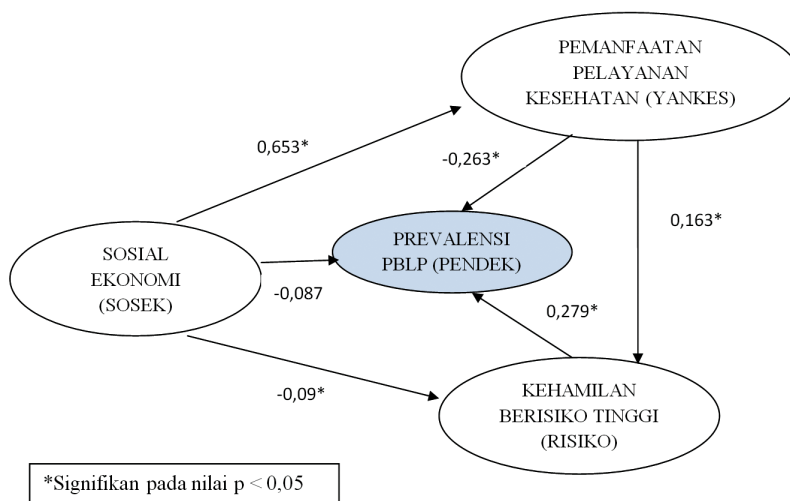 PEMANFAATAN
PELAYANAN
KESEHATAN (YANKES)
0,653*
-0,263*
0,163*
PREVALENSI
PBLP (PENDEK)
SOSIAL
EKONOMI
(SOSEK)
-0,087
0,279*
-0,09*
KEHAMILAN
BERISIKO TINGGI
(RISIKO)
*Signifikan pada nilai p < 0,05